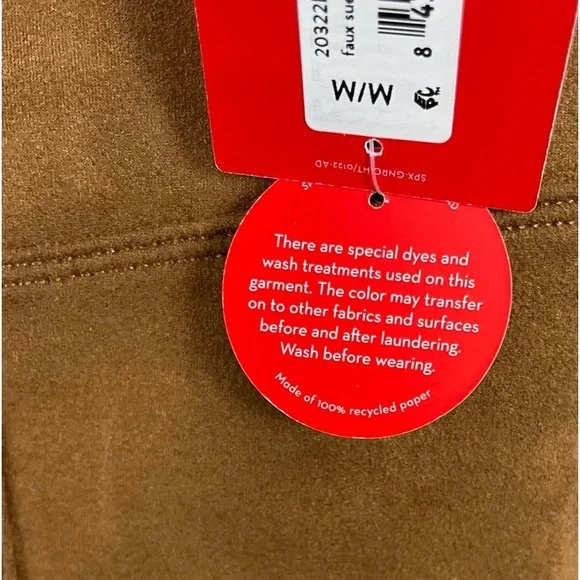 20322
faux
8
M/M
SPX-GNRCHT/0122-AD
There are special dyes and
wash treatments used on this
garment. The color may transfer
on to other fabrics and surfaces
before and after laundering.
Wash before wearing.
Made of 100% recycled paper